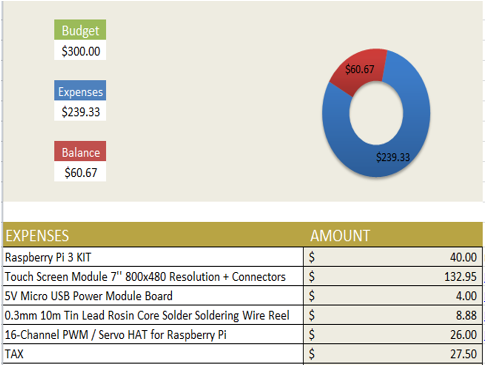 Budget
$300.00
Expenses
$239.33
Balance
$60.67
$60.67
$239.33
EXPENSES AMOUNT
Raspberry Pi 3 KIT $ 40.00
Touch Screen Module 7'' 800x480 Resolution + Connectors $ 132.95
5V Micro USB Power Module Board $ 4.00
0.3mm 10m Tin Lead Rosin Core Solder Soldering Wire Reel $ 8.88
16-Channel PWM / Servo HAT for Raspberry Pi $ 26.00
TAX $ 27.50